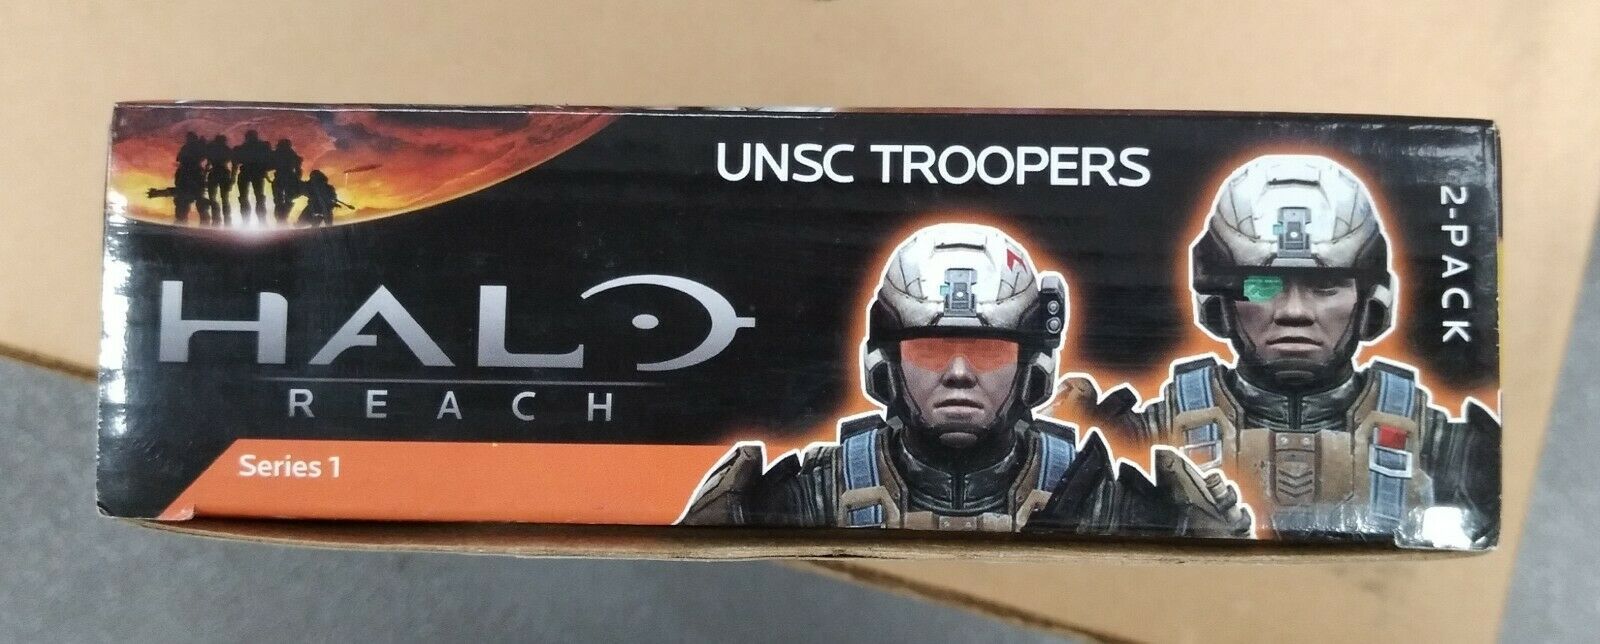 UNSC TROOPERS
2-PACK
HALO
REACH
Series 1